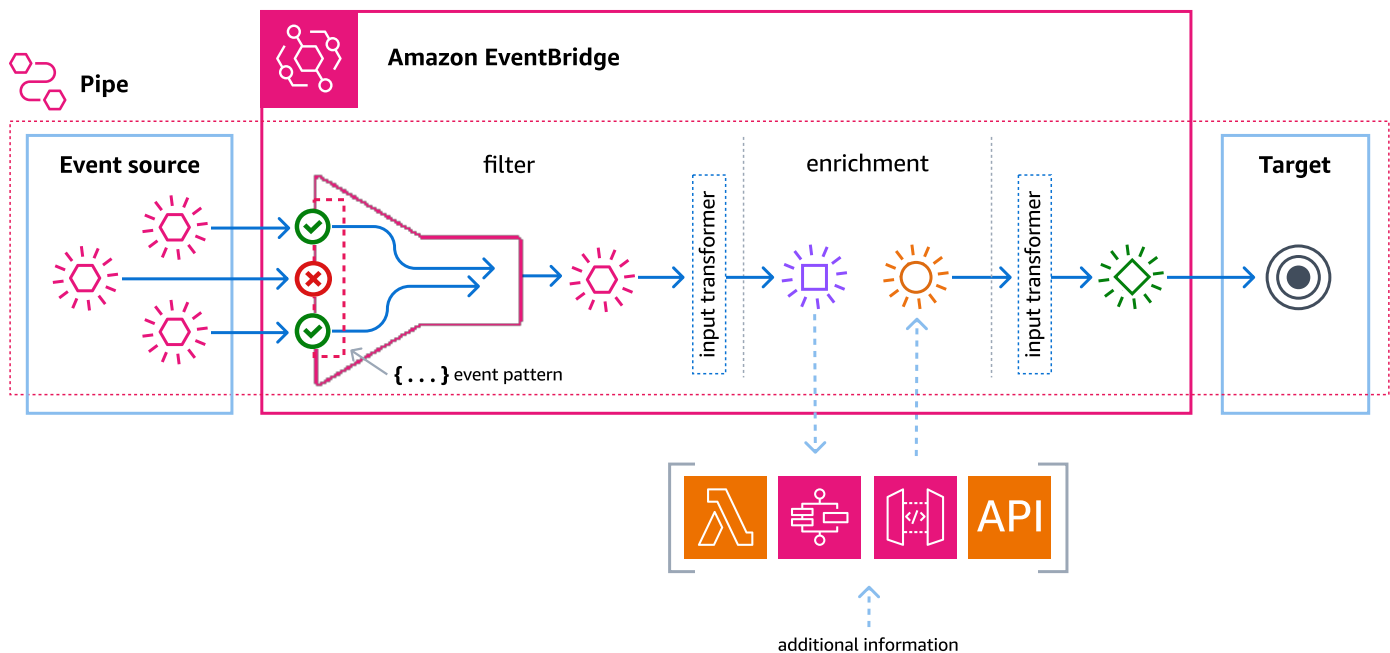 Amazon EventBridge
Pipe
Event source
filter
input transformer
enrichment
input transformer
Target
{...} event pattern
</>
API
additional information